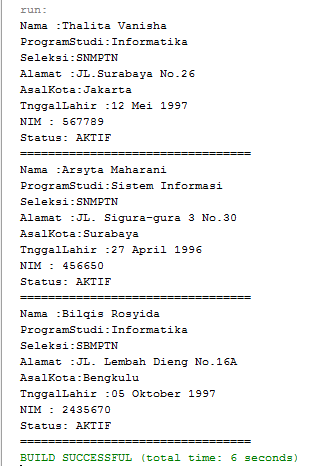 run:
Nama :Thalita Vanisha
ProgramStudi:Informatika
Seleksi:SNMPTN
Alamat :JL.Surabaya No.26
AsalKota:Jakarta
TnggalLahir :12 Mei 1997
NIM : 567789
Status: AKTIF
=================================
Nama :Arsyta Maharani
ProgramStudi:Sistem Informasi
Seleksi:SNMPTN
Alamat :JL. Sigura-gura 3 No.30
AsalKota:Surabaya
TnggalLahir :27 April 1996
NIM : 456650
Status: AKTIF
=================================
Nama :Bilqis Rosyida
ProgramStudi:Informatika
Seleksi:SBMPTN
Alamat :JL. Lembah Dieng No.16A
AsalKota:Bengkulu
TnggalLahir :05 Oktober 1997
NIM : 2435670
Status: AKTIF
=================================
BUILD SUCCESSFUL (total time: 6 seconds)